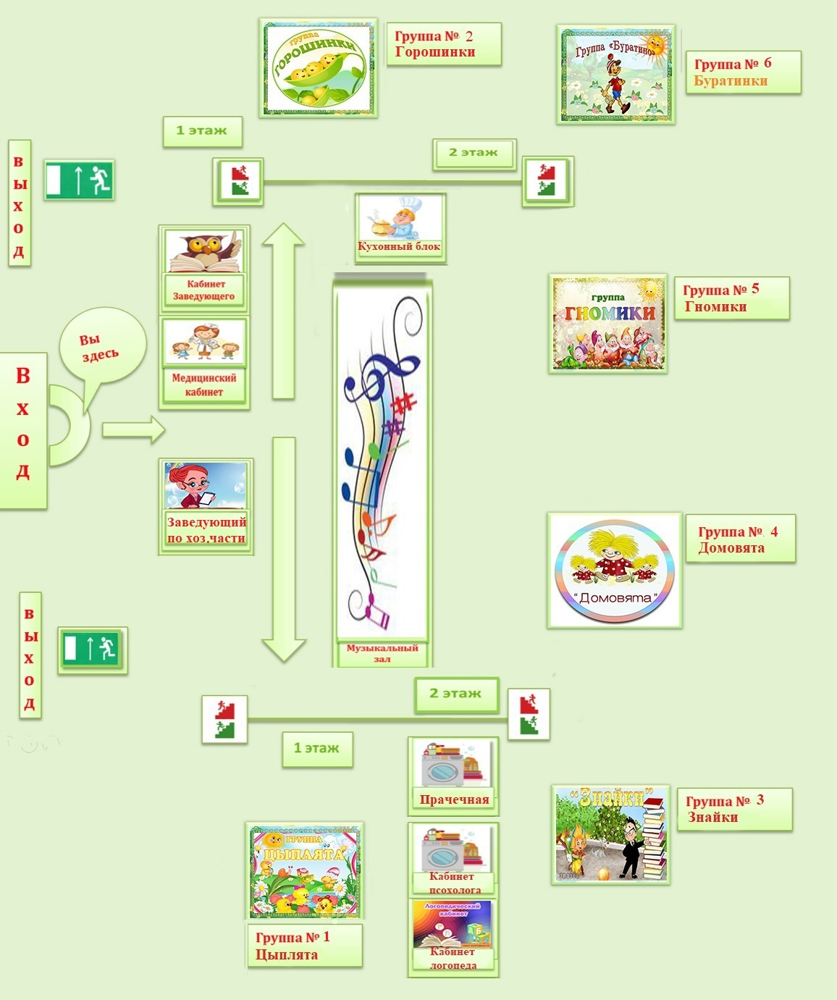 группа
ГОРОШИНКИ
Группа № 2
Горошинки
Группа «Буратино»
Группа № 6
Буратинки
1 этаж
2 этаж
в
ы
х
о
д
Кухонный блок
Кабинет
Заведующего
Медицинский
кабинет
Вы
здесь
В
х
о
д
группа
ГНОМИКИ
Группа № 5
Гномики
Заведующий
по хоз.части
Группа № 4
Домовята
"Домовята"
в
ы
х
о
д
Музыкальный
зал
2 этаж
1 этаж
Прачечная
"Знайки"
Группа № 3
Знайки
ГРУППА
ЦЫПЛЯТА
Группа № 1
Цыплята
Кабинет
псохолога
Логопедический
кабинет
Кабинет
логопеда